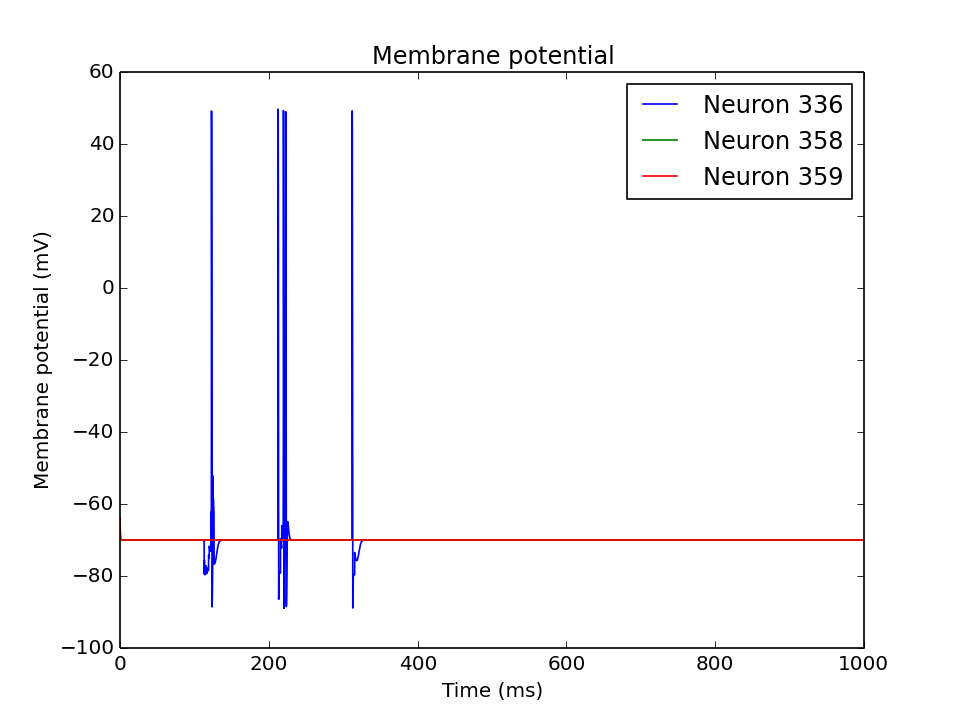 Membrane potential
Neuron 336
Neuron 358
Neuron 359
Membrane potential (mV)
60
40
20
0
−20
−40
−60
−80
−100
0 200 400 600 800 1000
Time (ms)